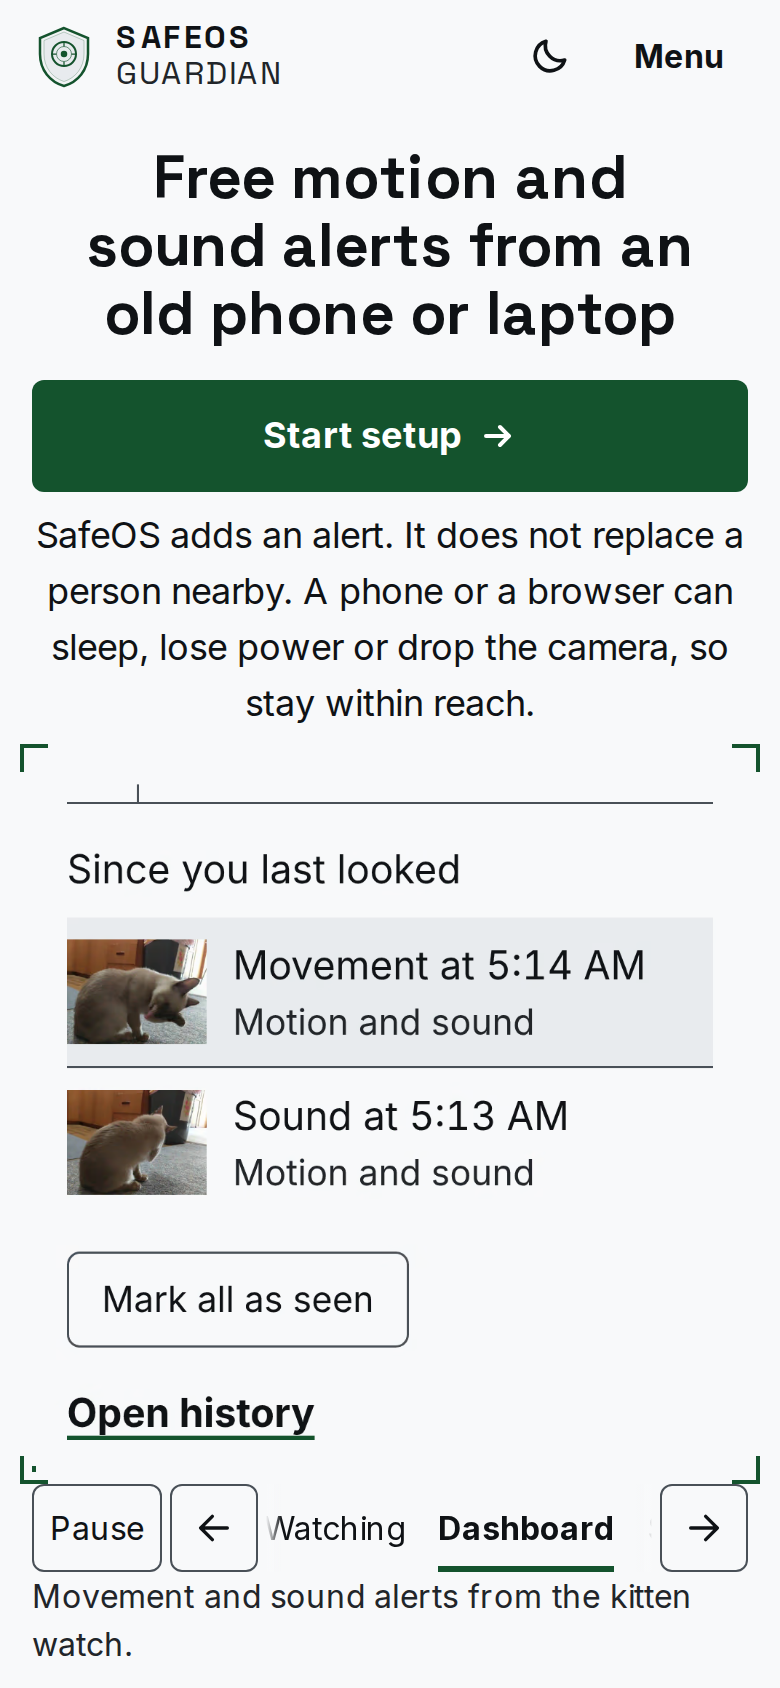 SAFEOS
GUARDIAN
Menu
Free motion and
sound alerts from an
old phone or laptop
Start setup →
SafeOS adds an alert. It does not replace a
person nearby. A phone or a browser can
sleep, lose power or drop the camera, so
stay within reach.
Since you last looked
Movement at 5:14 AM
Motion and sound
Sound at 5:13 AM
Motion and sound
Mark all as seen
Open history
Pause ← Watching Dashboard →
Movement and sound alerts from the kitten
watch.